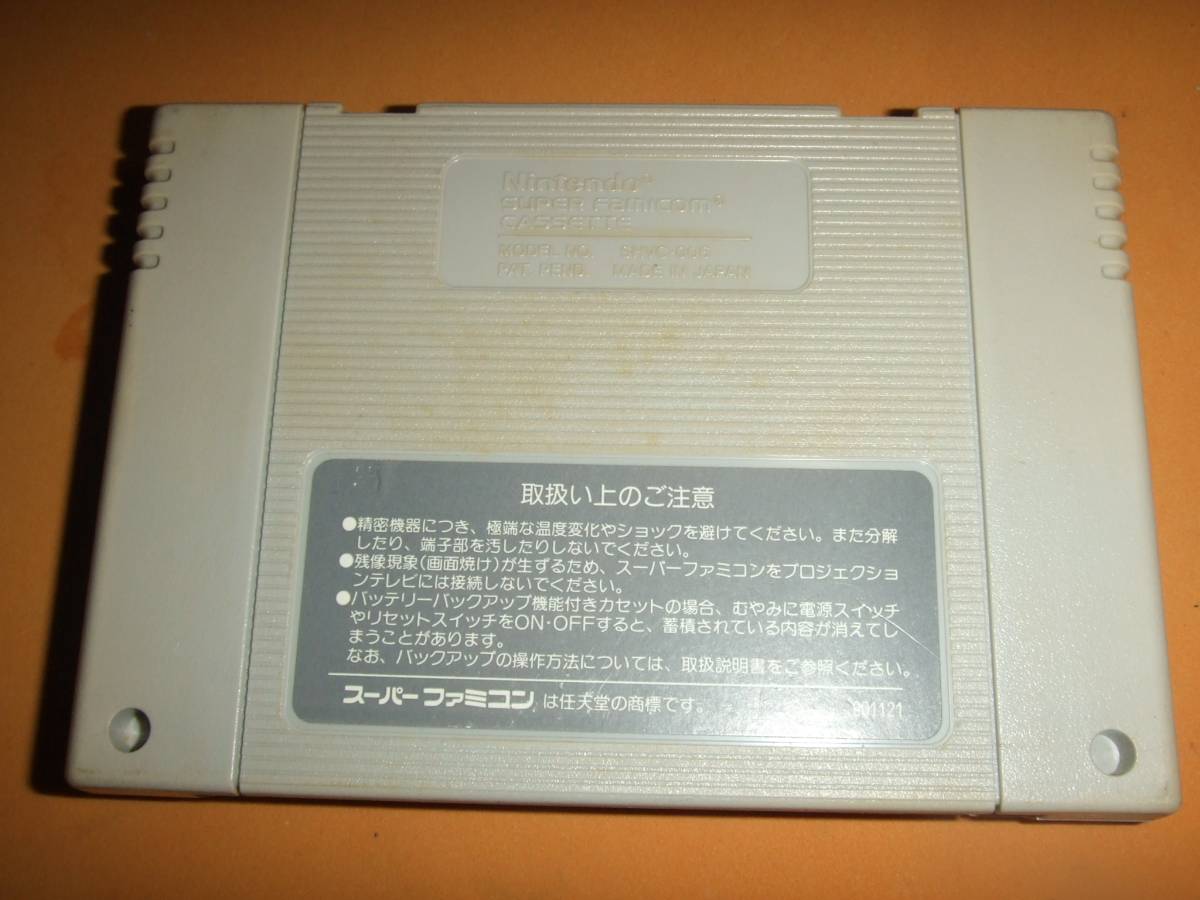 Nintendo®
SUPER FAMICOM®
CASSETTE
MODEL NO. SHVC-006
PAT. PEND. MADE IN JAPAN
取扱い上のご注意
●精密機器につき、極端な温度変化やショックを避けてください。また分解
したり、端子部を汚したりしないでください。
●残像現象(画面焼け)が生ずるため、スーパーファミコンをプロジェクショ
ンテレビには接続しないでください。
●バッテリーバックアップ機能付きカセットの場合、むやみに電源スイッチ
やリセットスイッチをON・OFFすると、蓄積されている内容が消えてし
まうことがあります。
なお、バックアップの操作方法については、取扱説明書をご参照ください。
スーパーファミコン は任天堂の商標です。 901121